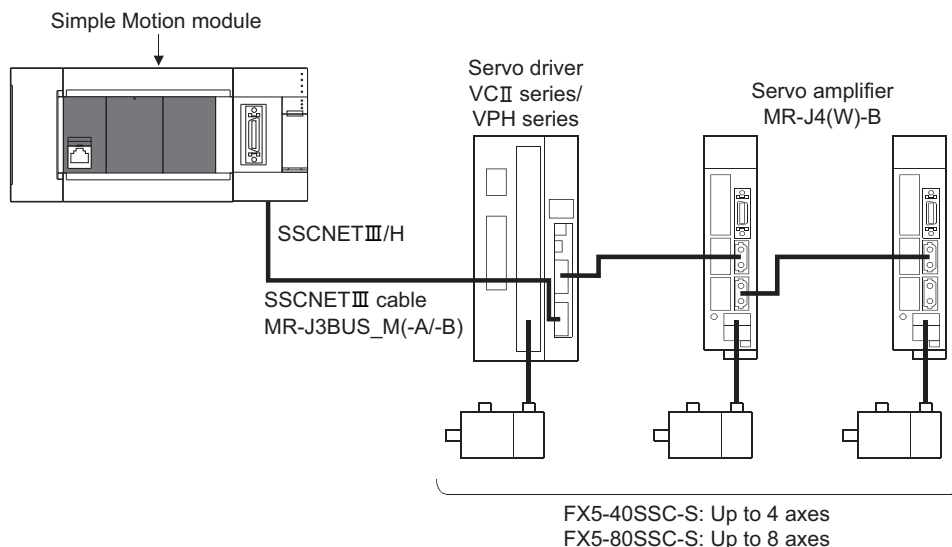 Simple Motion module
Servo driver
VCⅡ series/
VPH series
Servo amplifier
MR-J4(W)-B
SSCNETⅢ/H
SSCNETⅢ cable
MR-J3BUS_M(-A/-B)
FX5-40SSC-S: Up to 4 axes
FX5-80SSC-S: Up to 8 axes